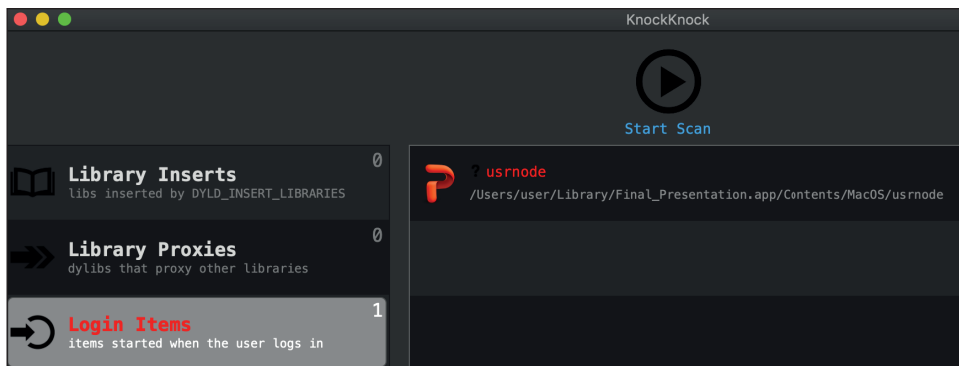 KnockKnock
Start Scan
0
Library Inserts
libs inserted by DYLD_INSERT_LIBRARIES
0
Library Proxies
dylibs that proxy other libraries
1
Login Items
items started when the user logs in
? usrnode
/Users/user/Library/Final_Presentation.app/Contents/MacOS/usrnode